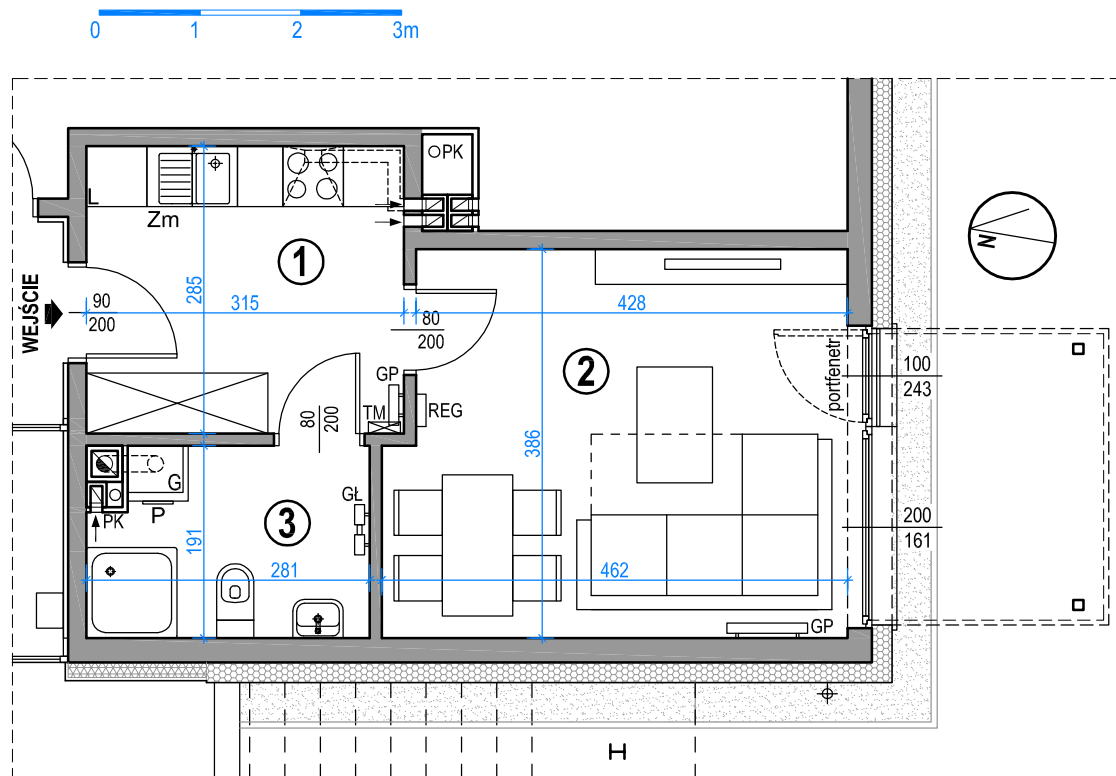 0 1 2 3m
PK
L
Zm
1
N
WEJŚCIE
90
200
285
315
80
200
428
2
portfenetr
100
243
GP
TM
REG
80
200
386
G
P
PK
3
GŁ
200
161
191
281
462
GP
H